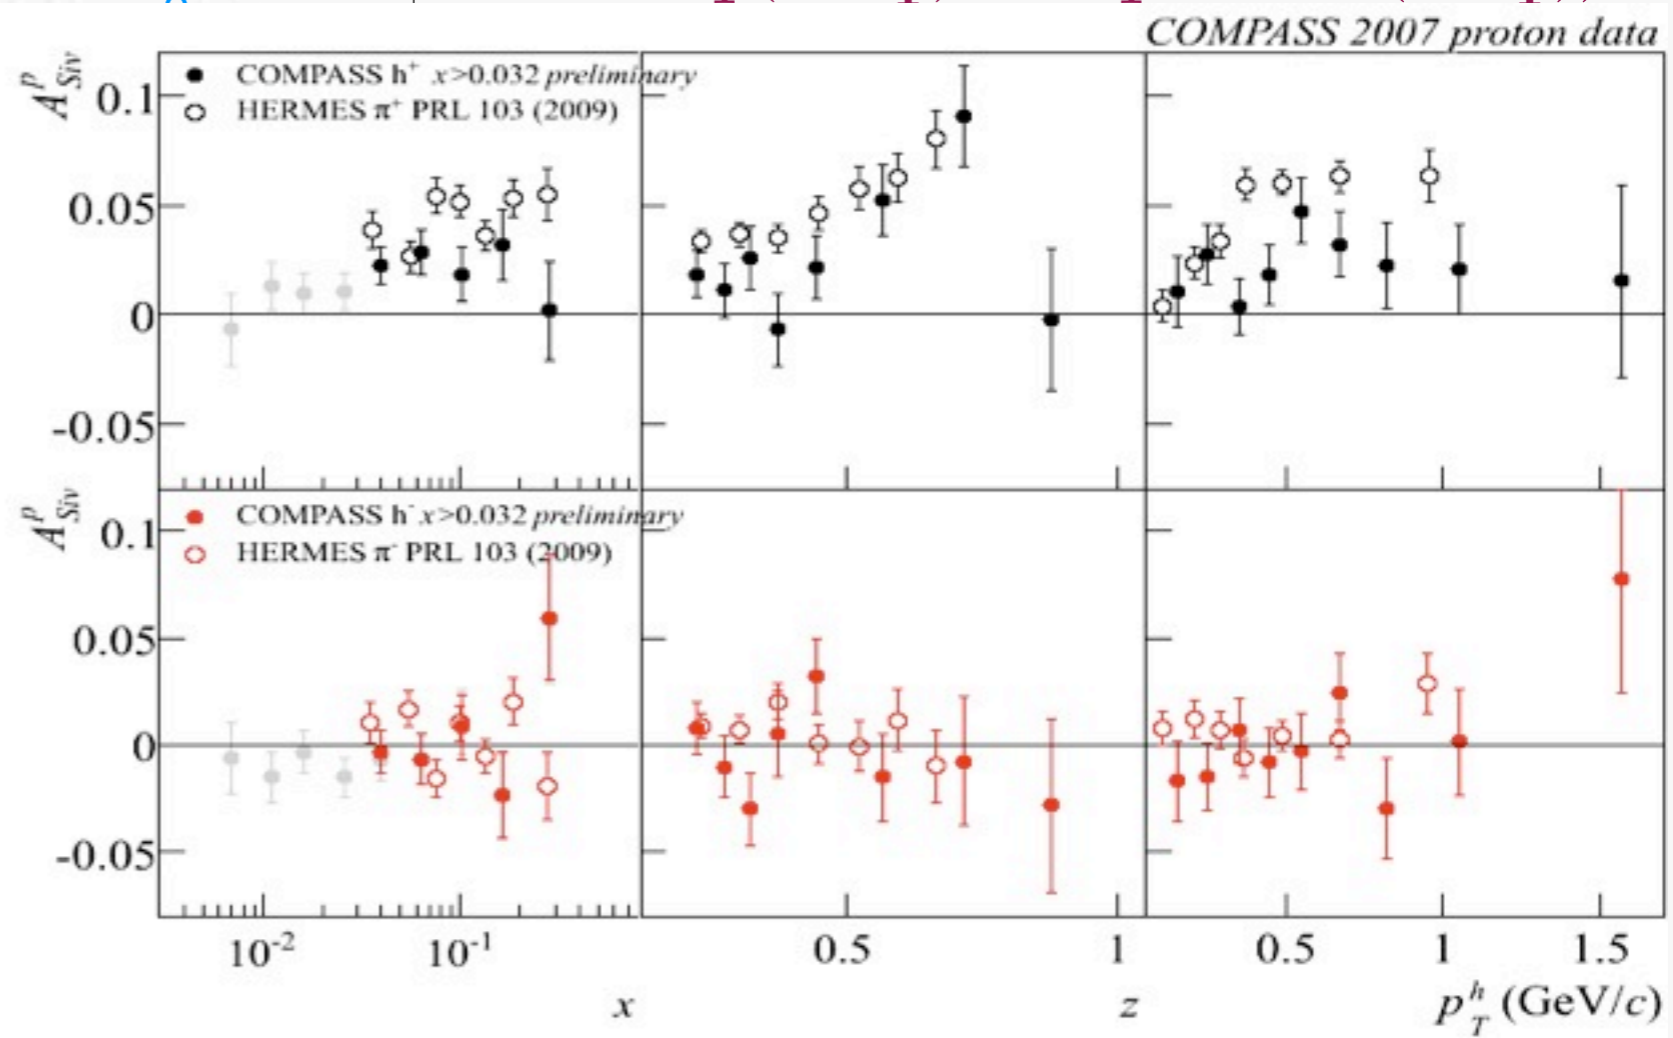 COMPASS 2007 proton data
A^p_Siv
COMPASS h⁺ x>0.032 preliminary
HERMES π⁺ PRL 103 (2009)
0.1
0.05
0
-0.05
A^p_Siv
COMPASS h⁻ x>0.032 preliminary
HERMES π⁻ PRL 103 (2009)
0.1
0.05
0
-0.05
10⁻² 10⁻¹ 0.5 1 0.5 1 1.5
x z p^h_T (GeV/c)